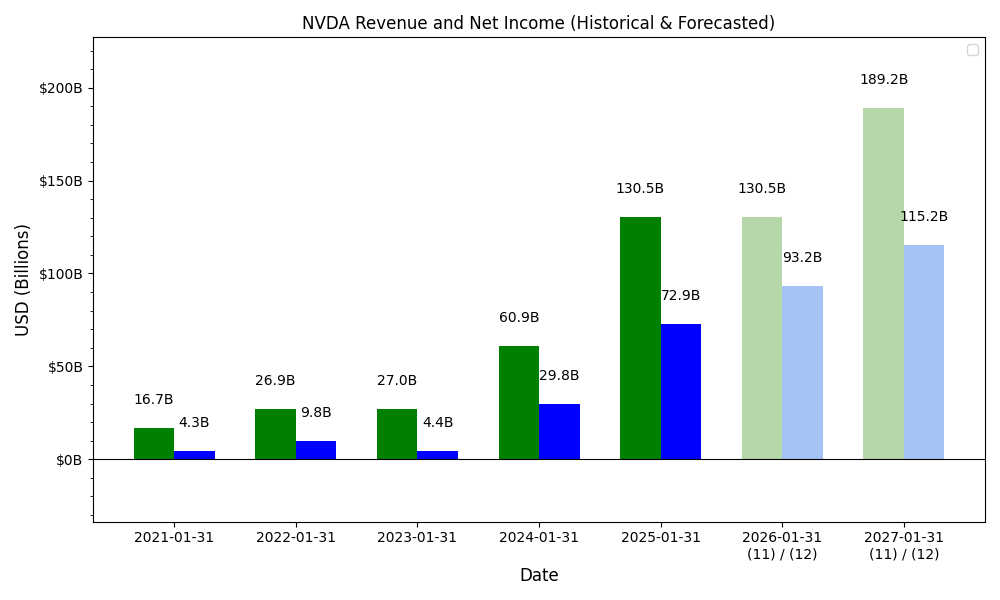 NVDA Revenue and Net Income (Historical & Forecasted)
USD (Billions)
$200B
$150B
$100B
$50B
$0B
16.7B
4.3B
26.9B
9.8B
27.0B
4.4B
60.9B
29.8B
130.5B
72.9B
130.5B
93.2B
189.2B
115.2B
2021-01-31
2022-01-31
2023-01-31
2024-01-31
2025-01-31
2026-01-31
(11) / (12)
2027-01-31
(11) / (12)
Date